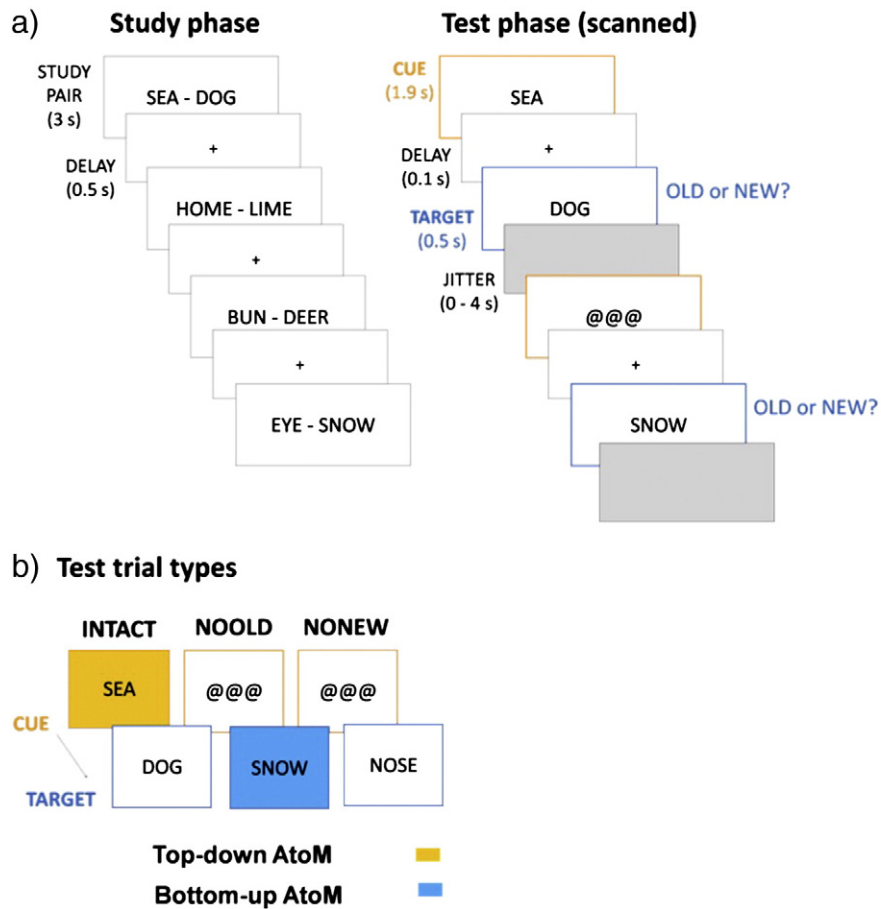 a)
Study phase
STUDY
PAIR
(3 s)
SEA - DOG
+
DELAY
(0.5 s)
HOME - LIME
+
BUN - DEER
+
EYE - SNOW
Test phase (scanned)
CUE
(1.9 s)
SEA
DELAY
(0.1 s)
+
TARGET
(0.5 s)
DOG
OLD or NEW?
JITTER
(0 - 4 s)
@@@
+
SNOW
OLD or NEW?
b) Test trial types
INTACT NOOLD NONEW
CUE
SEA @@@ @@@
TARGET
DOG SNOW NOSE
Top-down AtoM
Bottom-up AtoM